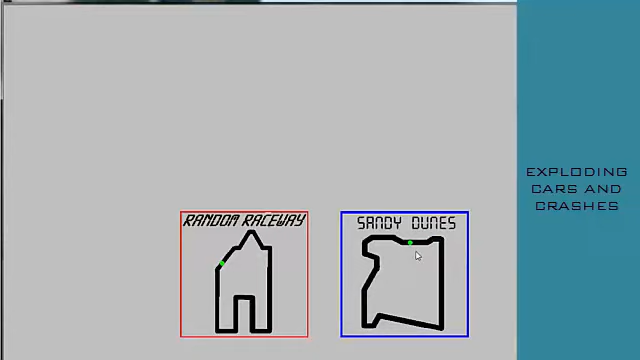 RANDOM RACEWAY
SANDY DUNES
EXPLODING
CARS AND
CRASHES